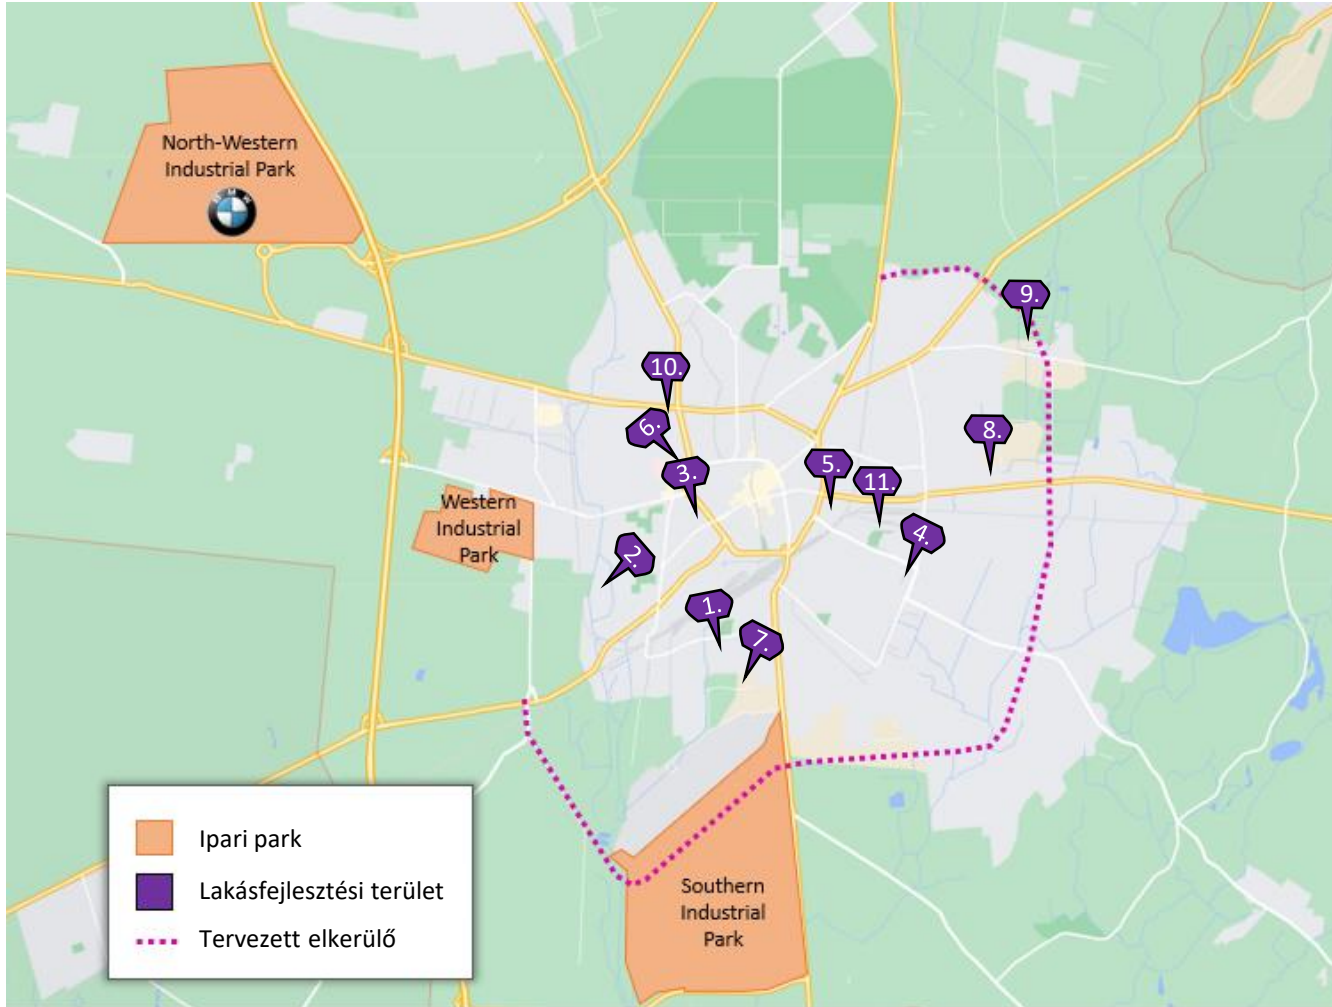 North-Western
Industrial Park
BMW
9.
10.
6.
8.
3.
5.
11.
Western
Industrial
Park
4.
2.
1.
7.
Ipari park
Lakásfejlesztési terület
Tervezett elkerülő
Southern
Industrial
Park